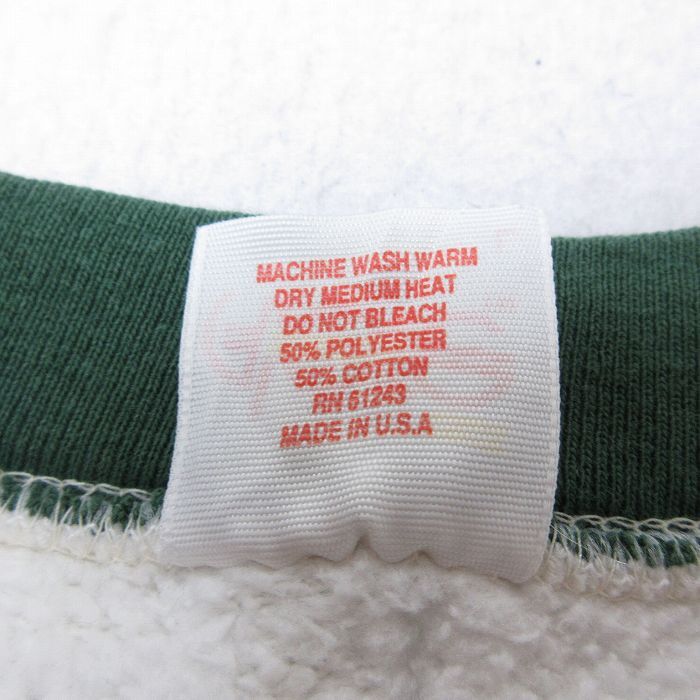 MACHINE WASH WARM
DRY MEDIUM HEAT
DO NOT BLEACH
50% POLYESTER
50% COTTON
RN 61243
MADE IN U.S.A